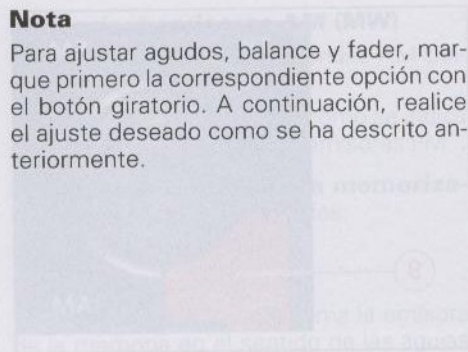 Nota
Para ajustar agudos, balance y fader, mar-
que primero la correspondiente opción con
el botón giratorio. A continuación, realice
el ajuste deseado como se ha descrito an-
teriormente.